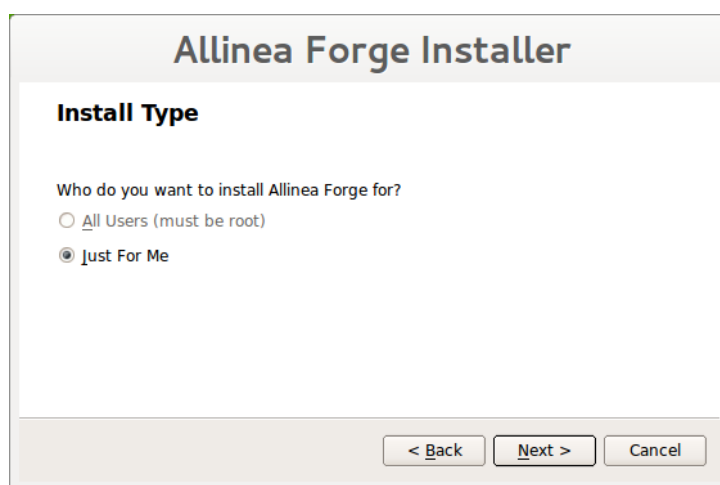 Allinea Forge Installer
Install Type
Who do you want to install Allinea Forge for?
All Users (must be root)
Just For Me
< Back Next > Cancel